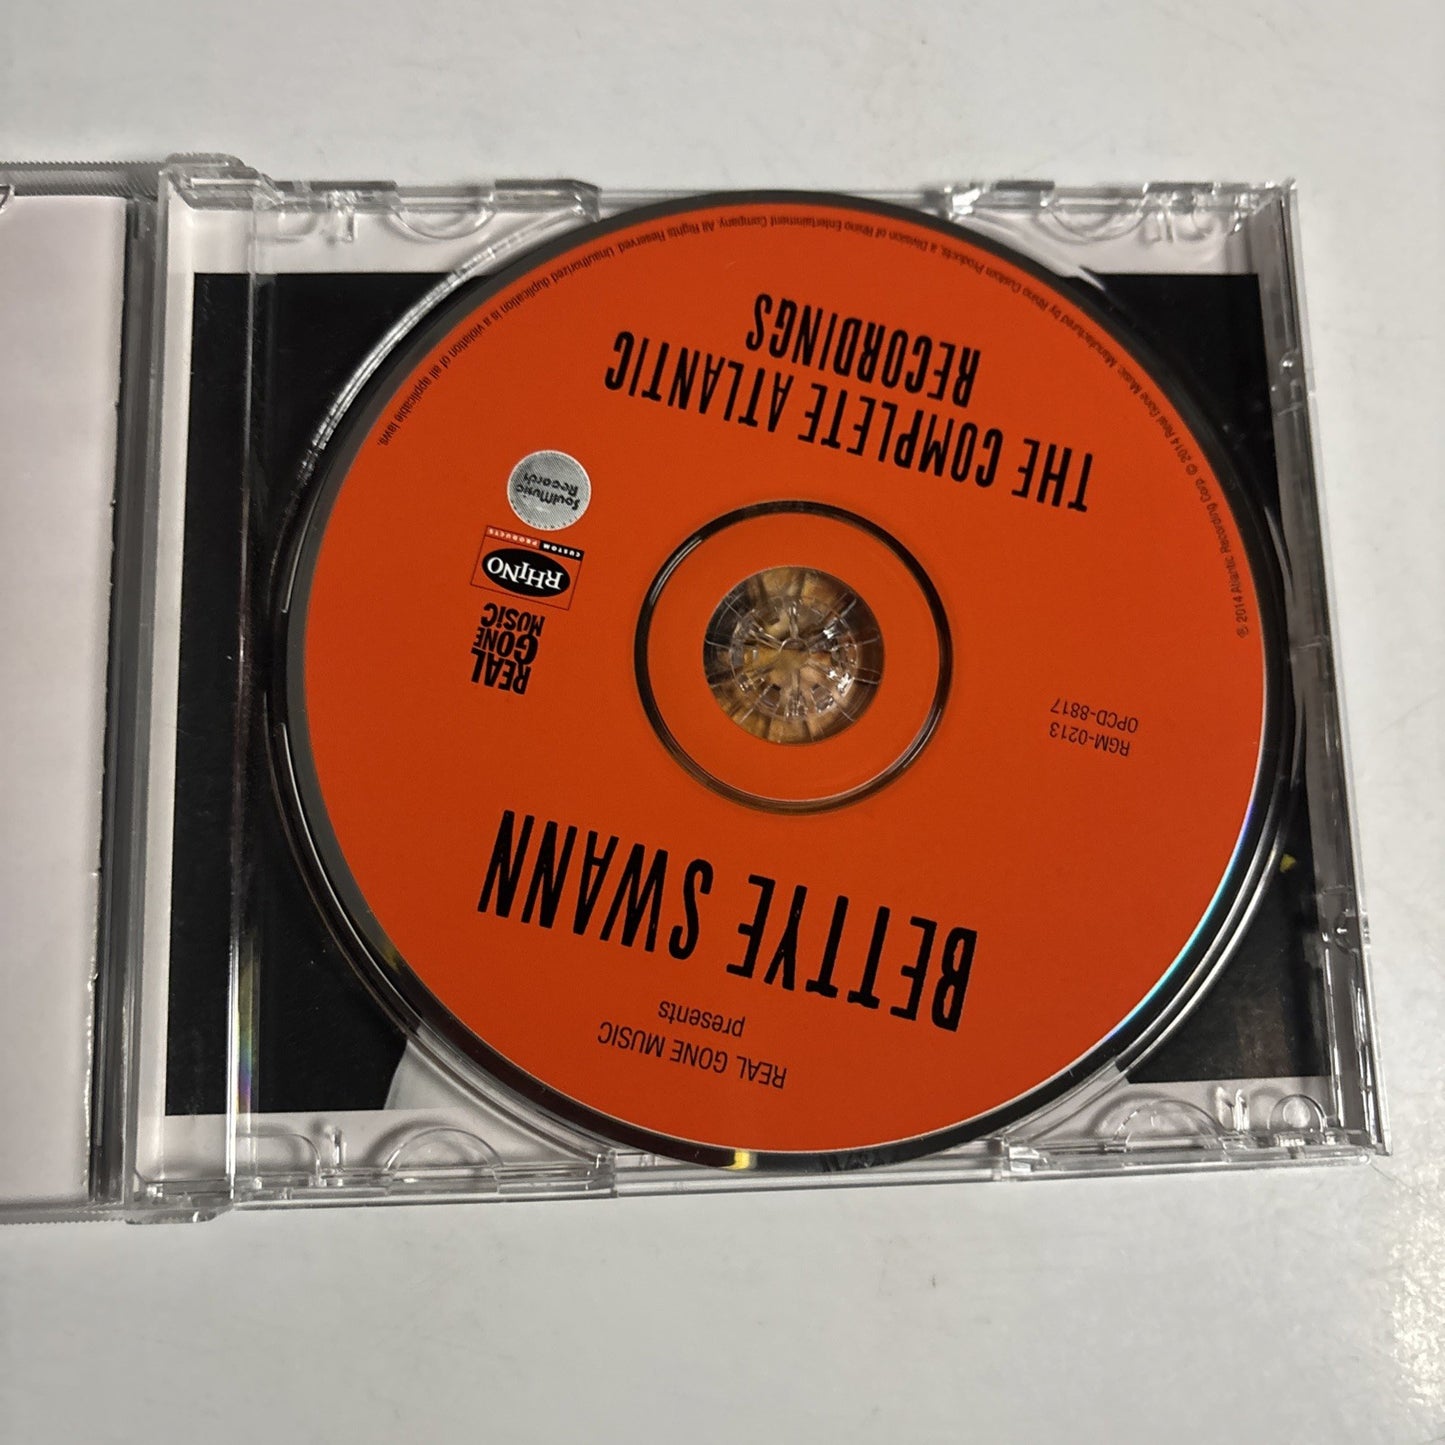 REAL GONE MUSIC
presents
BETTYE SWANN
RGM-0213
OPCD-8817
REAL
GONE
MUSiC
RHINO
CUSTOM PRODUCTS
SoulMusic
Records
THE COMPLETE ATLANTIC
RECORDINGS
℗ 2014 Atlantic Recording Corp © 2014 Real Gone Music. Manufactured by Rhino Custom Products, a Division of Rhino Entertainment Company. All Rights Reserved. Unauthorized duplication is a violation of all applicable laws.